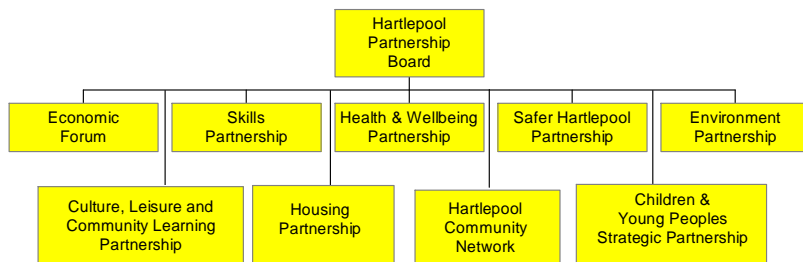 Hartlepool
Partnership
Board
Economic
Forum
Skills
Partnership
Health & Wellbeing
Partnership
Safer Hartlepool
Partnership
Environment
Partnership
Culture, Leisure and
Community Learning
Partnership
Housing
Partnership
Hartlepool
Community
Network
Children &
Young Peoples
Strategic Partnership